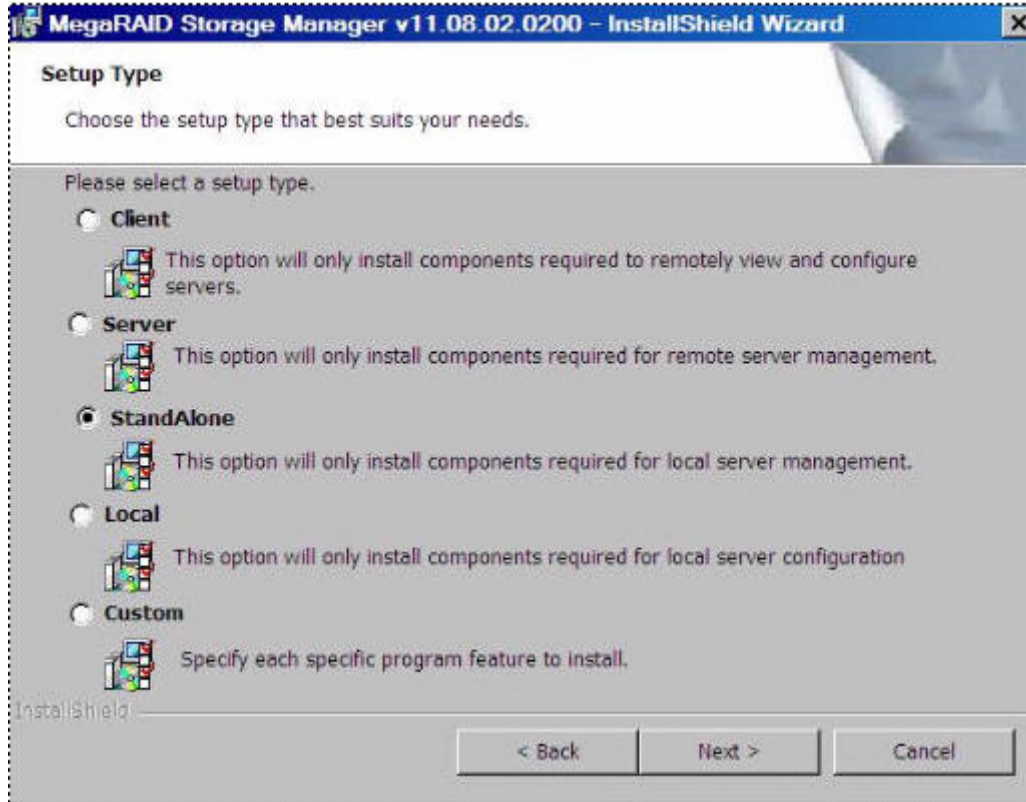 MegaRAID Storage Manager v11.08.02.0200 – InstallShield Wizard
Setup Type
Choose the setup type that best suits your needs.
Please select a setup type.
Client
This option will only install components required to remotely view and configure
servers.
Server
This option will only install components required for remote server management.
StandAlone
This option will only install components required for local server management.
Local
This option will only install components required for local server configuration
Custom
Specify each specific program feature to install.
InstallShield
< Back
Next >
Cancel